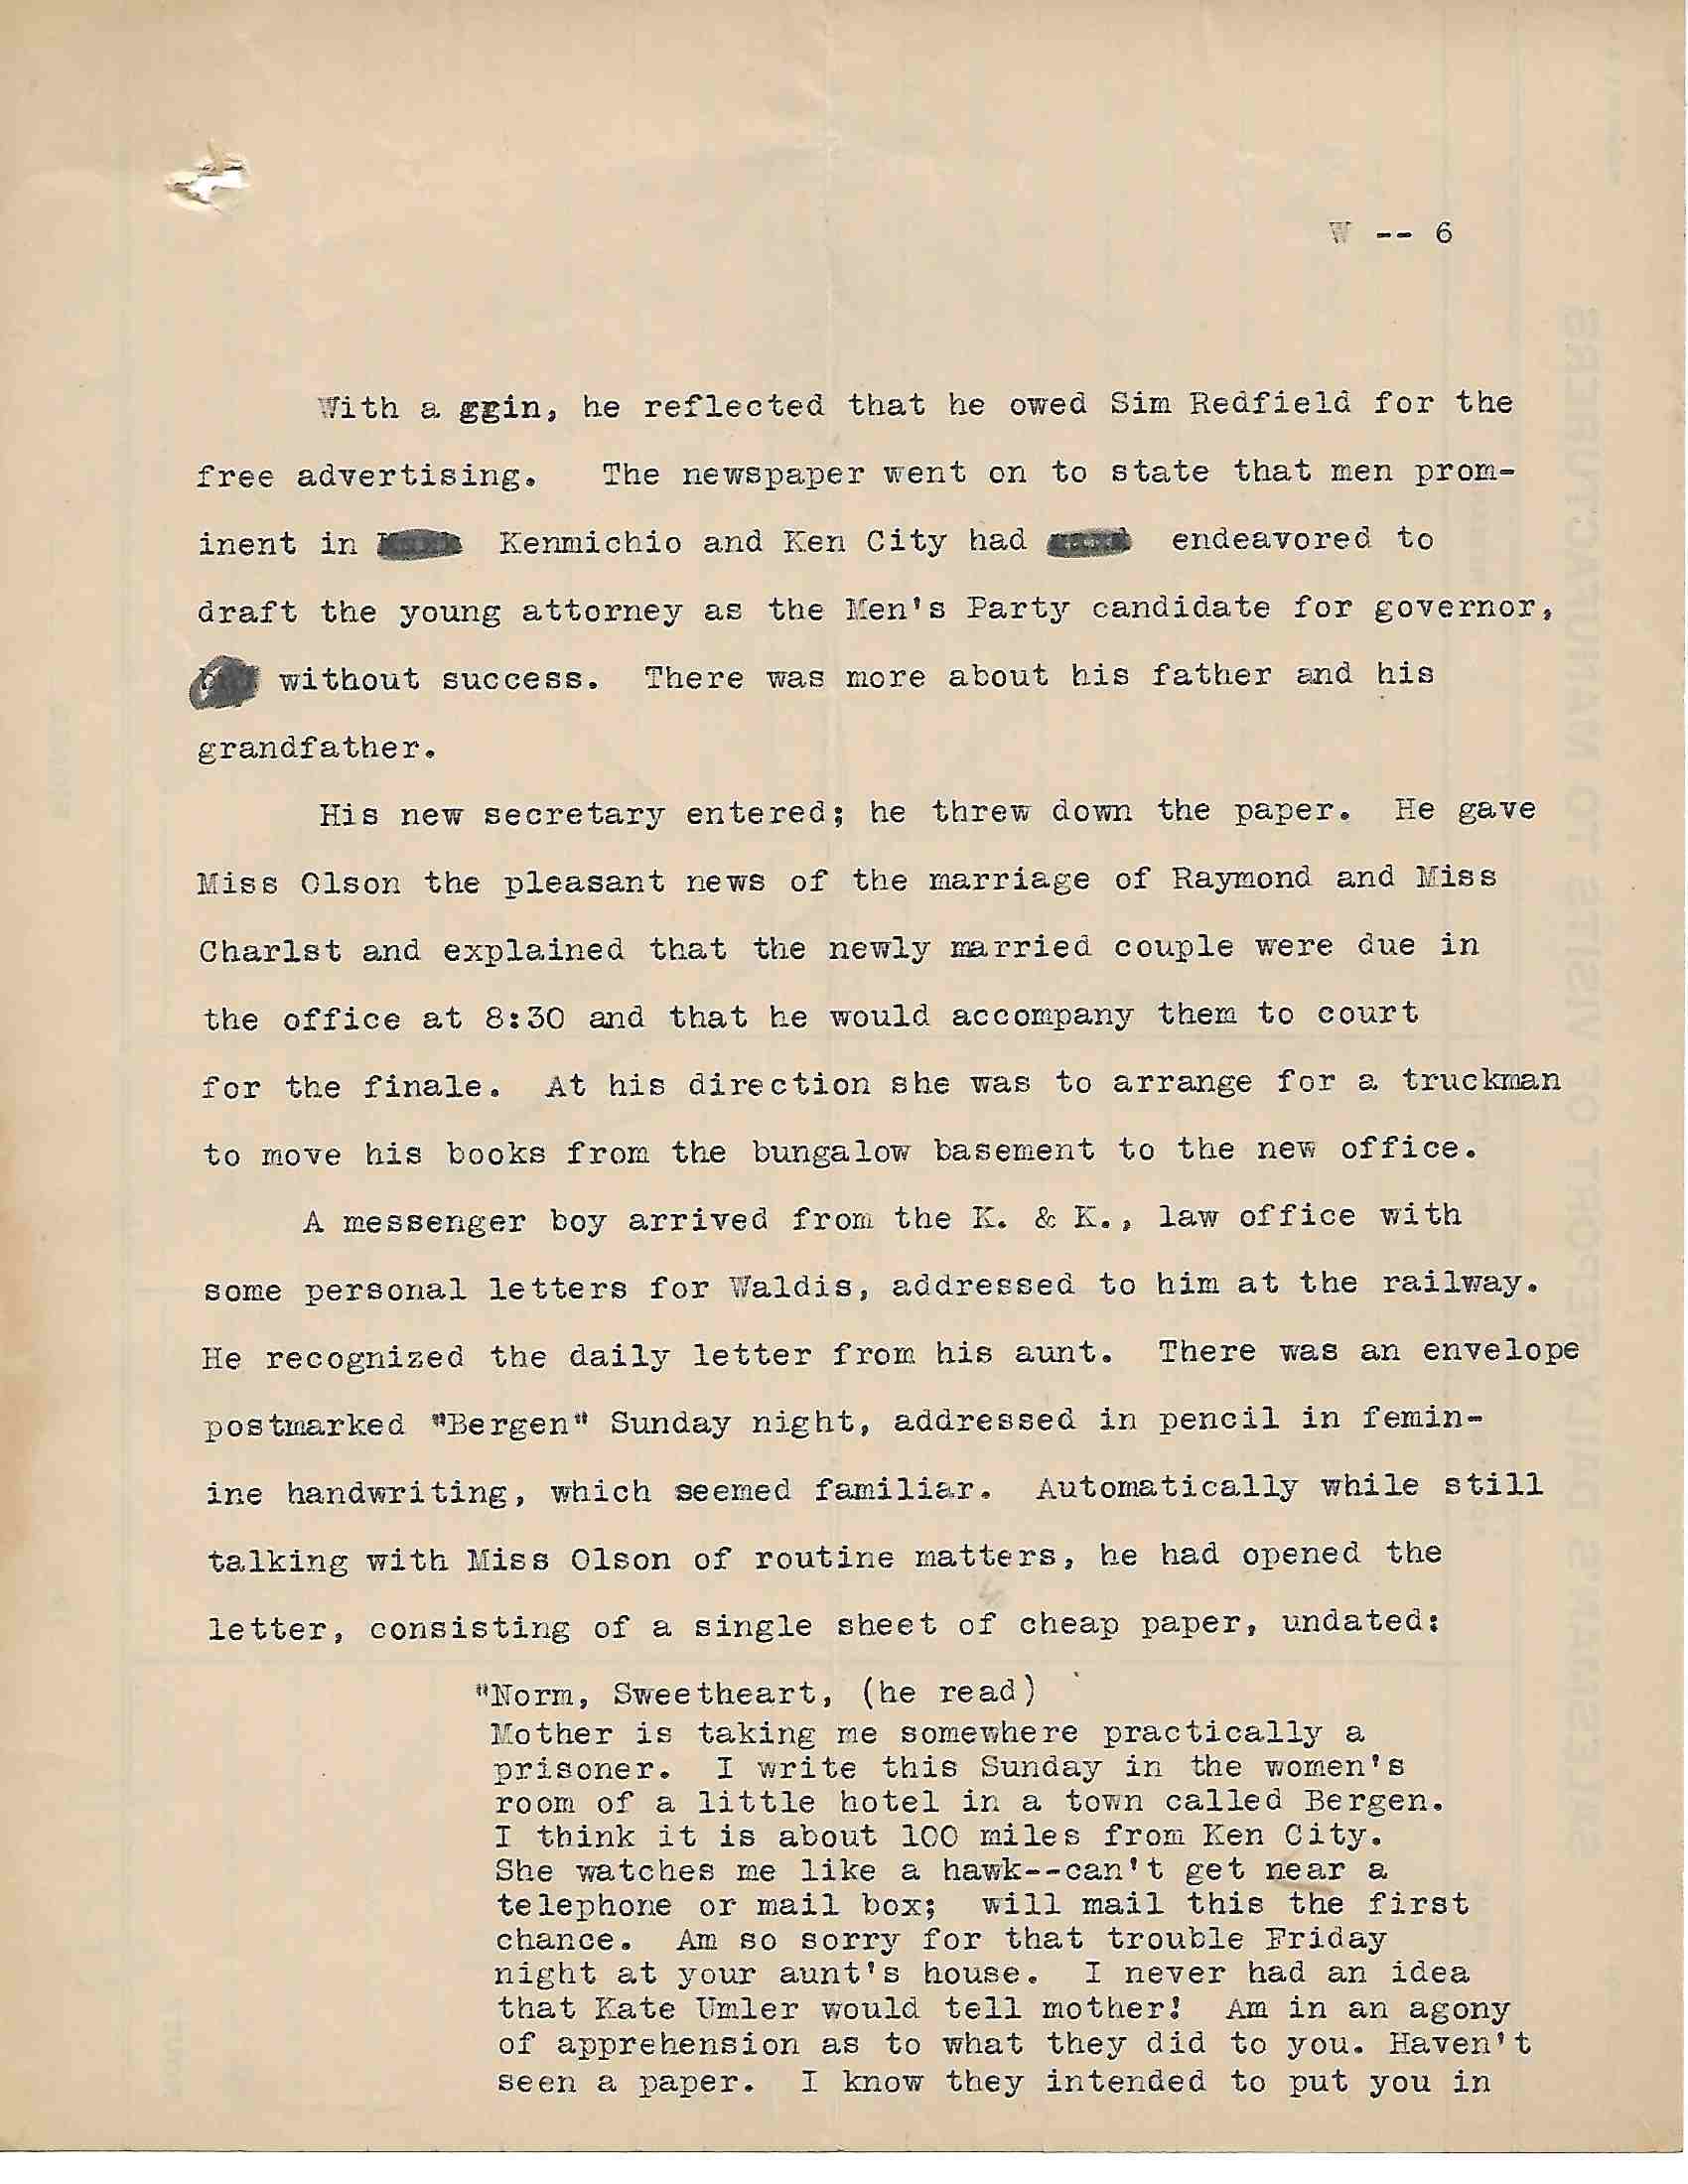 W -- 6
With a ggin, he reflected that he owed Sim Redfield for the
free advertising. The newspaper went on to state that men prom-
inent in Kenmichio and Ken City had endeavored to
draft the young attorney as the Men's Party candidate for governor,
without success. There was more about his father and his
grandfather.
His new secretary entered; he threw down the paper. He gave
Miss Olson the pleasant news of the marriage of Raymond and Miss
Charlst and explained that the newly married couple were due in
the office at 8:30 and that he would accompany them to court
for the finale. At his direction she was to arrange for a truckman
to move his books from the bungalow basement to the new office.
A messenger boy arrived from the K. & K., law office with
some personal letters for Waldis, addressed to him at the railway.
He recognized the daily letter from his aunt. There was an envelope
postmarked "Bergen" Sunday night, addressed in pencil in femin-
ine handwriting, which seemed familiar. Automatically while still
talking with Miss Olson of routine matters, he had opened the
letter, consisting of a single sheet of cheap paper, undated:
"Norm, Sweetheart, (he read)
Mother is taking me somewhere practically a
prisoner. I write this Sunday in the women's
room of a little hotel in a town called Bergen.
I think it is about 100 miles from Ken City.
She watches me like a hawk--can't get near a
telephone or mail box; will mail this the first
chance. Am so sorry for that trouble Friday
night at your aunt's house. I never had an idea
that Kate Umler would tell mother! Am in an agony
of apprehension as to what they did to you. Haven't
seen a paper. I know they intended to put you in
SALESMAN'S DAILY REPORT OF VISITS TO MANUFACTURERS